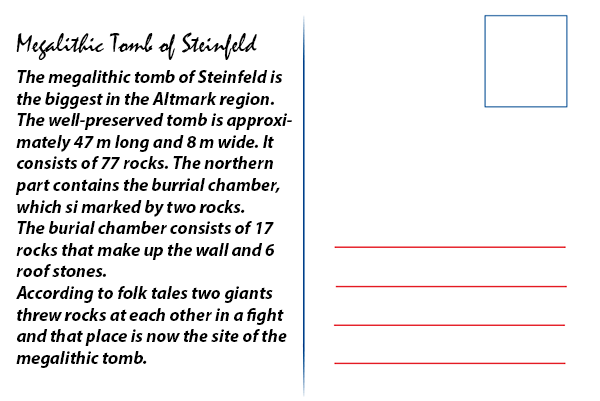 Megalithic Tomb of Steinfeld
The megalithic tomb of Steinfeld is
the biggest in the Altmark region.
The well-preserved tomb is approxi-
mately 47 m long and 8 m wide. It
consists of 77 rocks. The northern
part contains the burrial chamber,
which si marked by two rocks.
The burial chamber consists of 17
rocks that make up the wall and 6
roof stones.
According to folk tales two giants
threw rocks at each other in a fight
and that place is now the site of the
megalithic tomb.